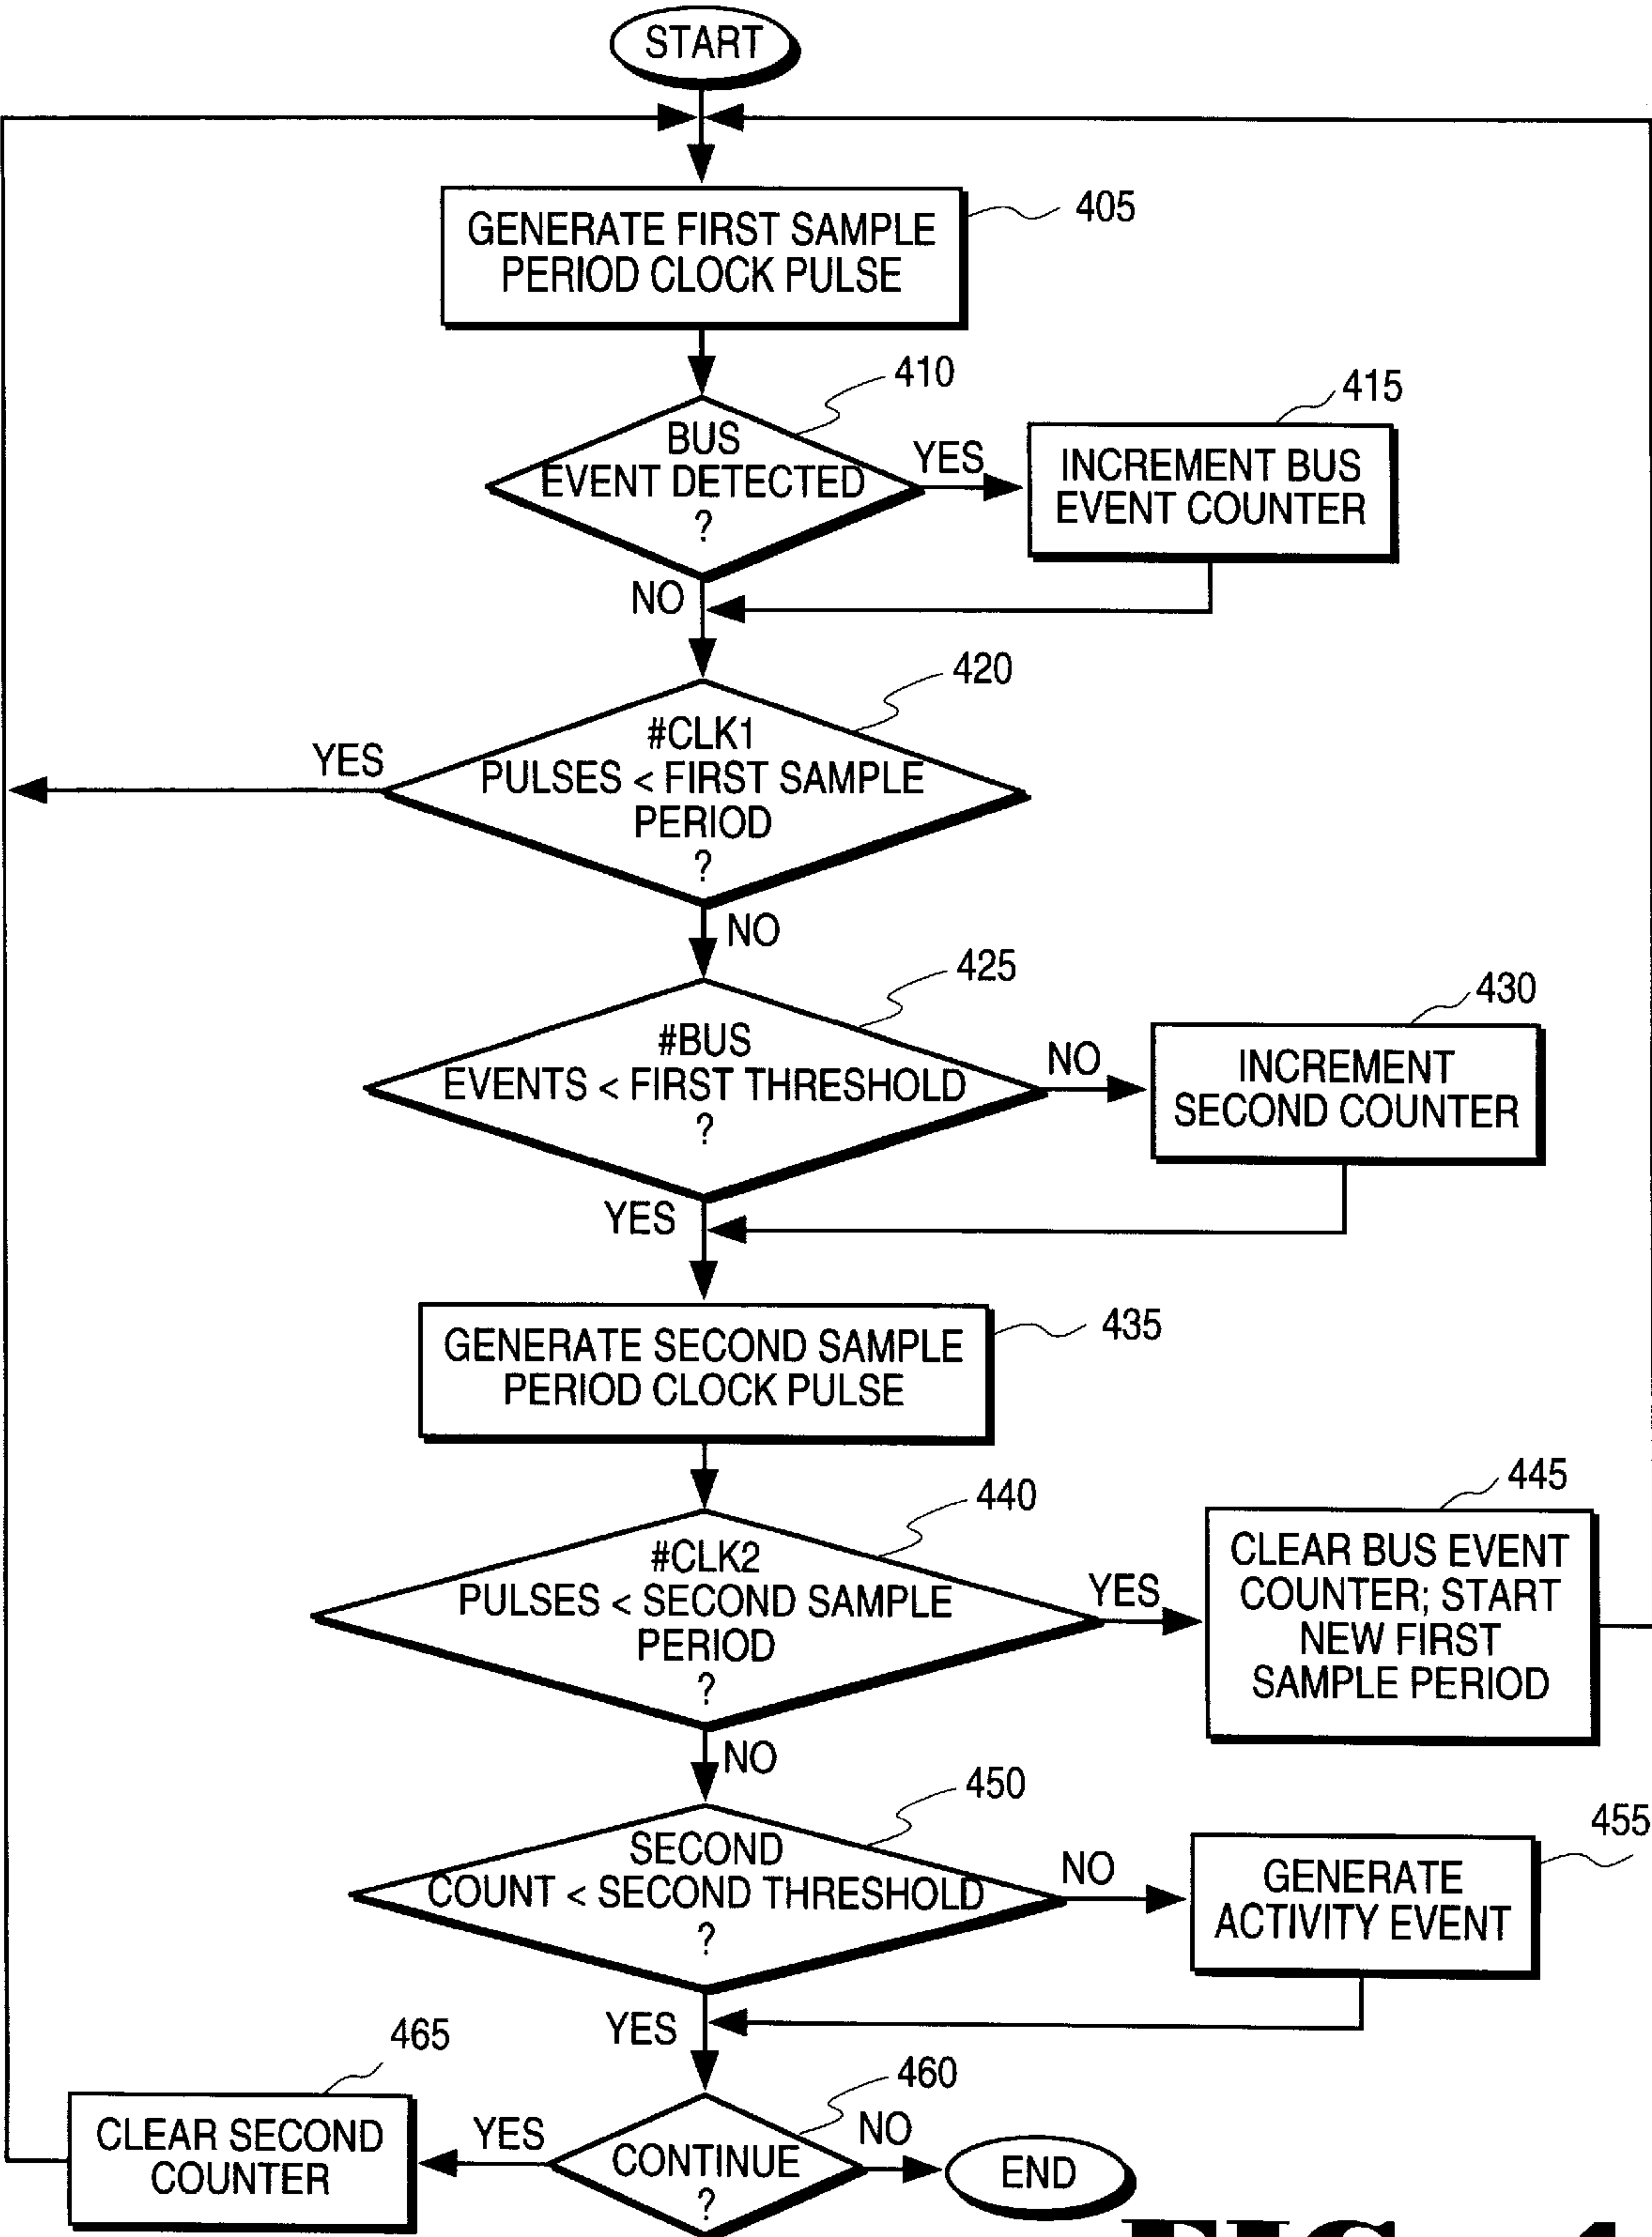 START
GENERATE FIRST SAMPLE
PERIOD CLOCK PULSE
405
BUS
EVENT DETECTED
?
410
YES
INCREMENT BUS
EVENT COUNTER
415
NO
#CLK1
PULSES < FIRST SAMPLE
PERIOD
?
420
YES
NO
#BUS
EVENTS < FIRST THRESHOLD
?
425
NO
INCREMENT
SECOND COUNTER
430
YES
GENERATE SECOND SAMPLE
PERIOD CLOCK PULSE
435
#CLK2
PULSES < SECOND SAMPLE
PERIOD
?
440
YES
CLEAR BUS EVENT
COUNTER; START
NEW FIRST
SAMPLE PERIOD
445
NO
SECOND
COUNT < SECOND THRESHOLD
?
450
NO
GENERATE
ACTIVITY EVENT
455
YES
CONTINUE
?
460
YES
CLEAR SECOND
COUNTER
465
NO
END